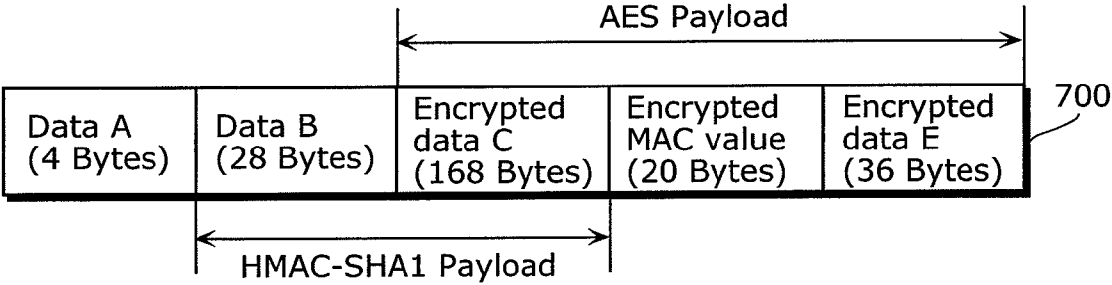 AES Payload
700
Data A
(4 Bytes)
Data B
(28 Bytes)
Encrypted
data C
(168 Bytes)
Encrypted
MAC value
(20 Bytes)
Encrypted
data E
(36 Bytes)
HMAC-SHA1 Payload